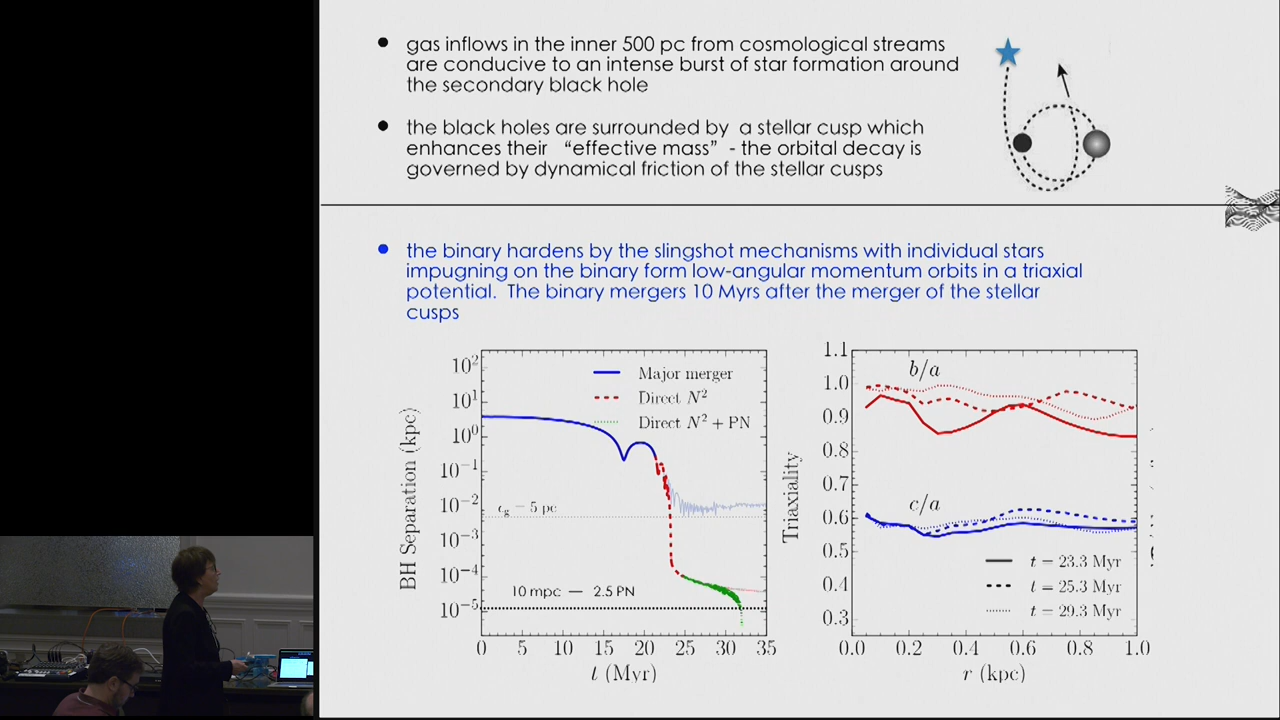 gas inflows in the inner 500 pc from cosmological streams
are conducive to an intense burst of star formation around
the secondary black hole
the black holes are surrounded by a stellar cusp which
enhances their “effective mass” - the orbital decay is
governed by dynamical friction of the stellar cusps
the binary hardens by the slingshot mechanisms with individual stars
impugning on the binary form low-angular momentum orbits in a triaxial
potential. The binary mergers 10 Myrs after the merger of the stellar
cusps
BH Separation (kpc)
10²
10¹
10⁰
10⁻¹
10⁻²
10⁻³
10⁻⁴
10⁻⁵
Major merger
Direct N²
Direct N² + PN
ϵg = 5 pc
10 mpc — 2.5 PN
0 5 10 15 20 25 30 35
t (Myr)
Triaxiality
1.1
1.0
0.9
0.8
0.7
0.6
0.5
0.4
0.3
b/a
c/a
t = 23.3 Myr
t = 25.3 Myr
t = 29.3 Myr
0.0 0.2 0.4 0.6 0.8 1.0
r (kpc)